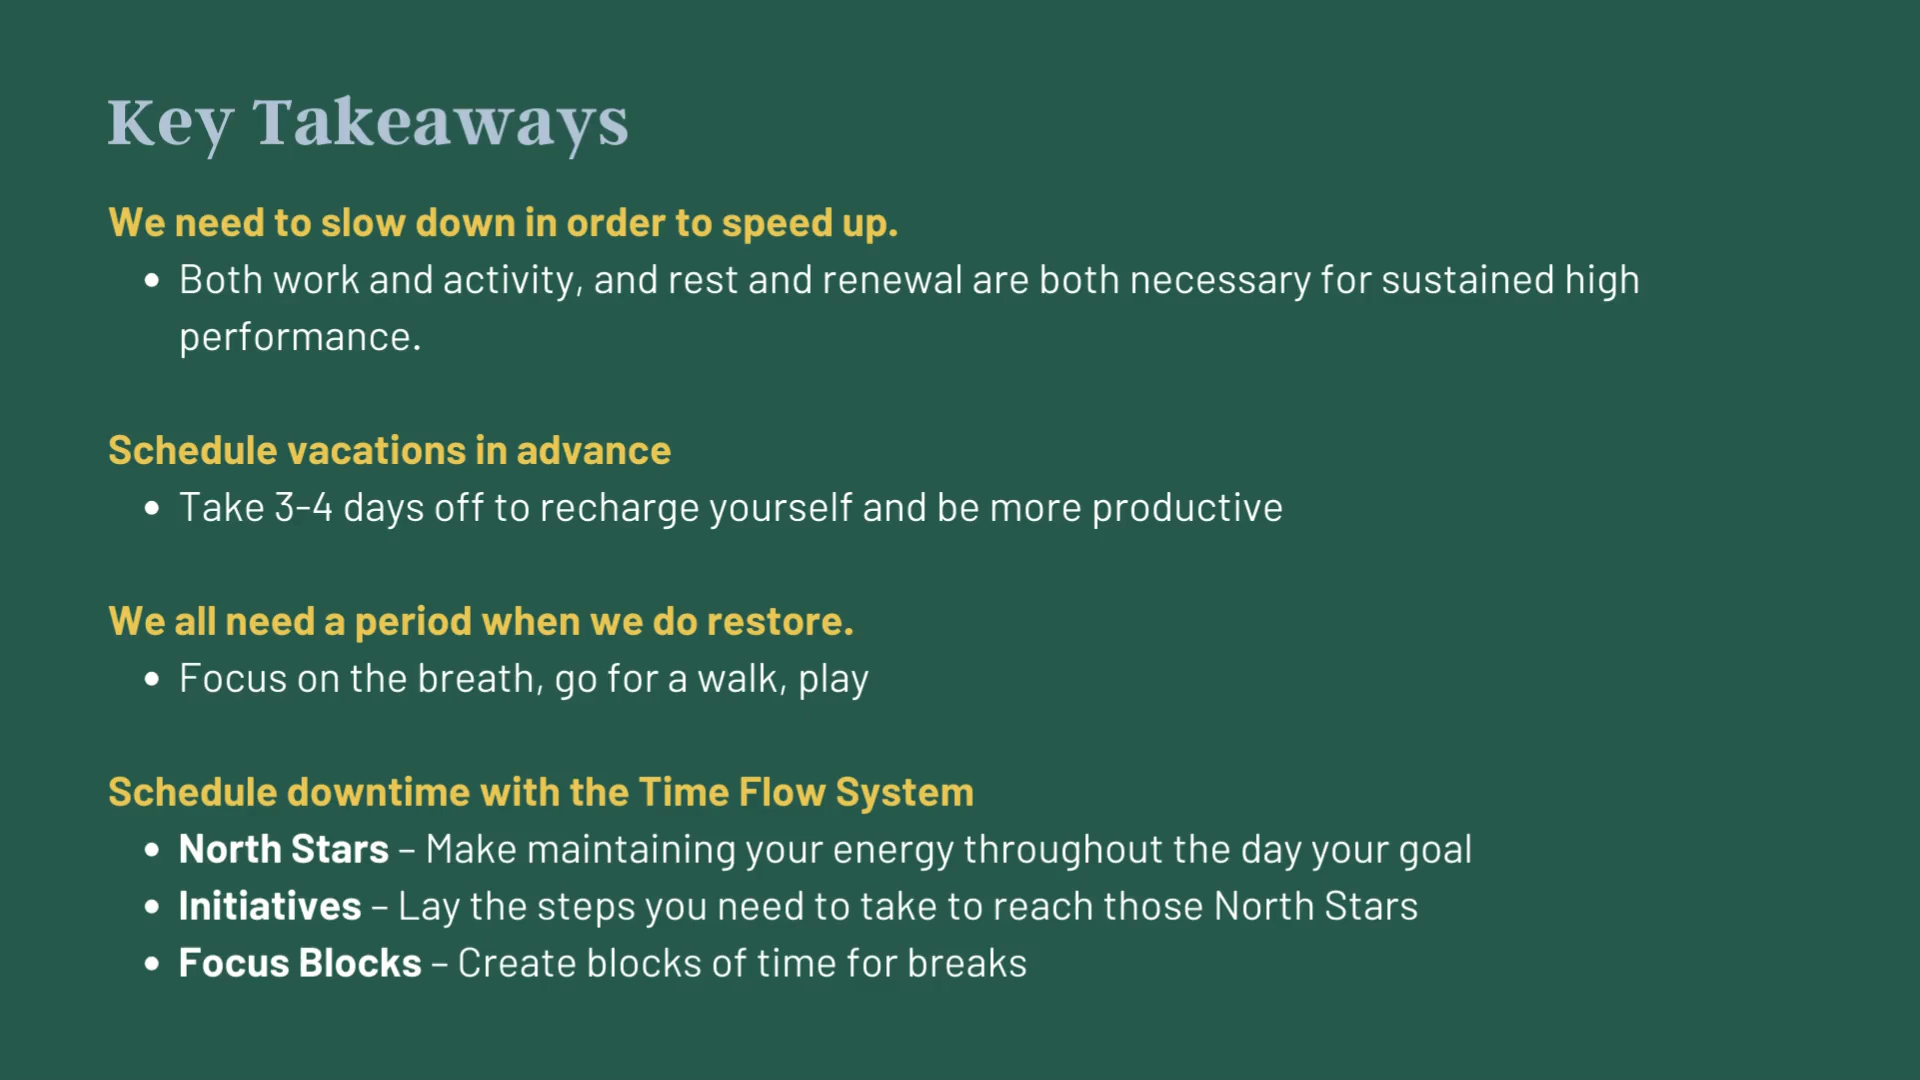 Key Takeaways
We need to slow down in order to speed up.
• Both work and activity, and rest and renewal are both necessary for sustained high
performance.
Schedule vacations in advance
• Take 3-4 days off to recharge yourself and be more productive
We all need a period when we do restore.
• Focus on the breath, go for a walk, play
Schedule downtime with the Time Flow System
• North Stars – Make maintaining your energy throughout the day your goal
• Initiatives – Lay the steps you need to take to reach those North Stars
• Focus Blocks – Create blocks of time for breaks